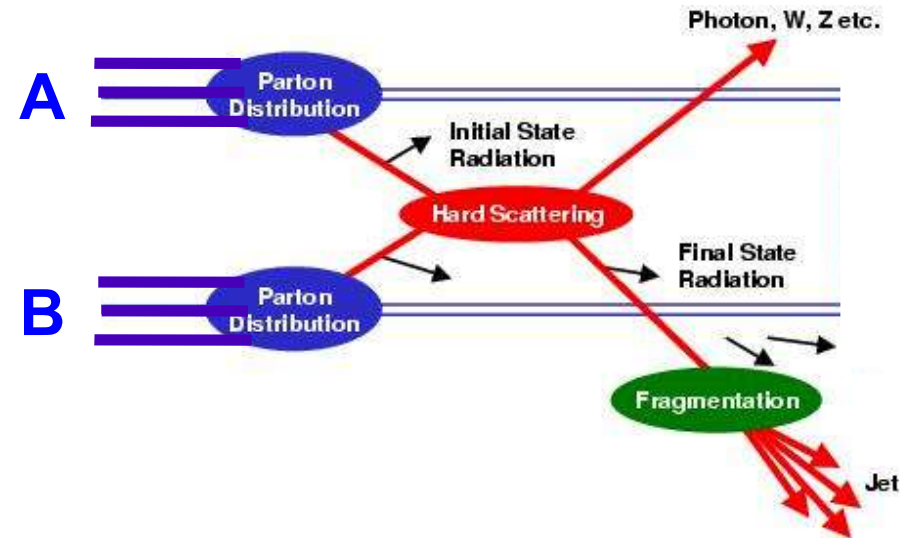 Photon, W, Z etc.
A
Parton
Distribution
Initial State
Radiation
Hard Scattering
Final State
Radiation
B
Parton
Distribution
Fragmentation
Jet